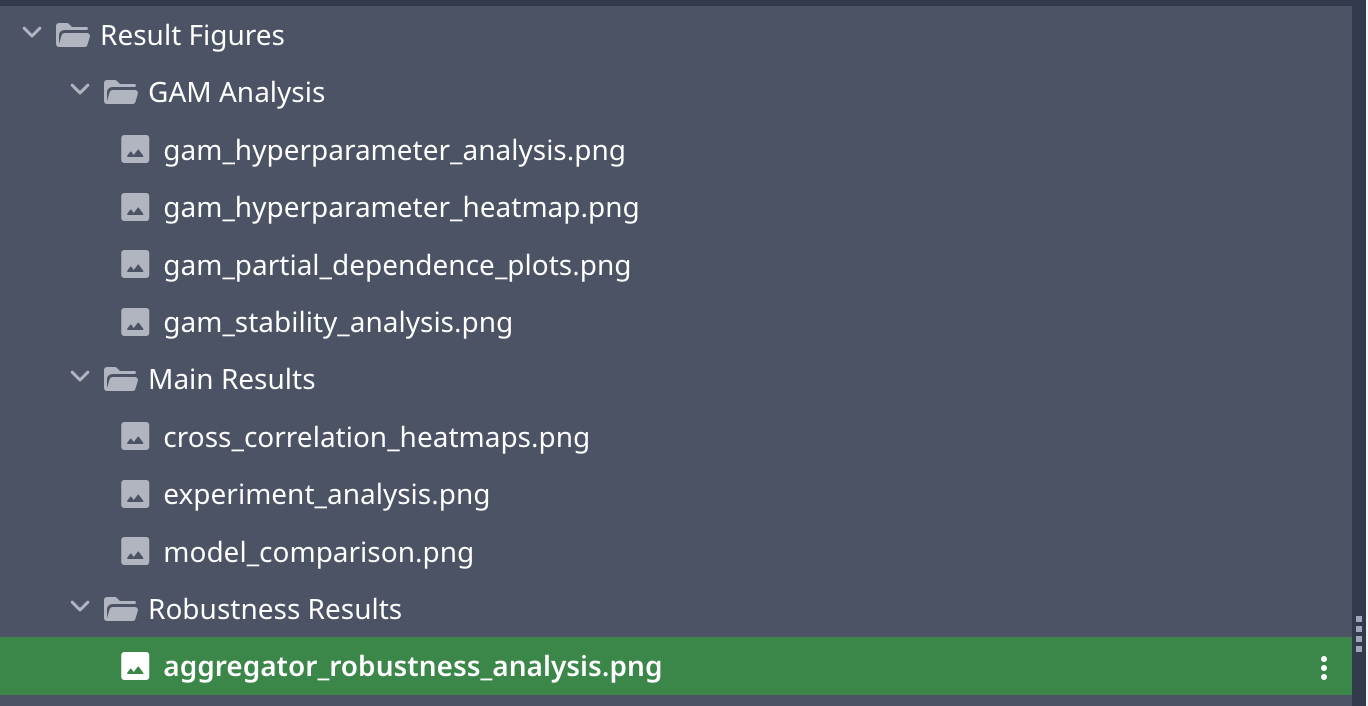 Result Figures
GAM Analysis
gam_hyperparameter_analysis.png
gam_hyperparameter_heatmap.png
gam_partial_dependence_plots.png
gam_stability_analysis.png
Main Results
cross_correlation_heatmaps.png
experiment_analysis.png
model_comparison.png
Robustness Results
aggregator_robustness_analysis.png